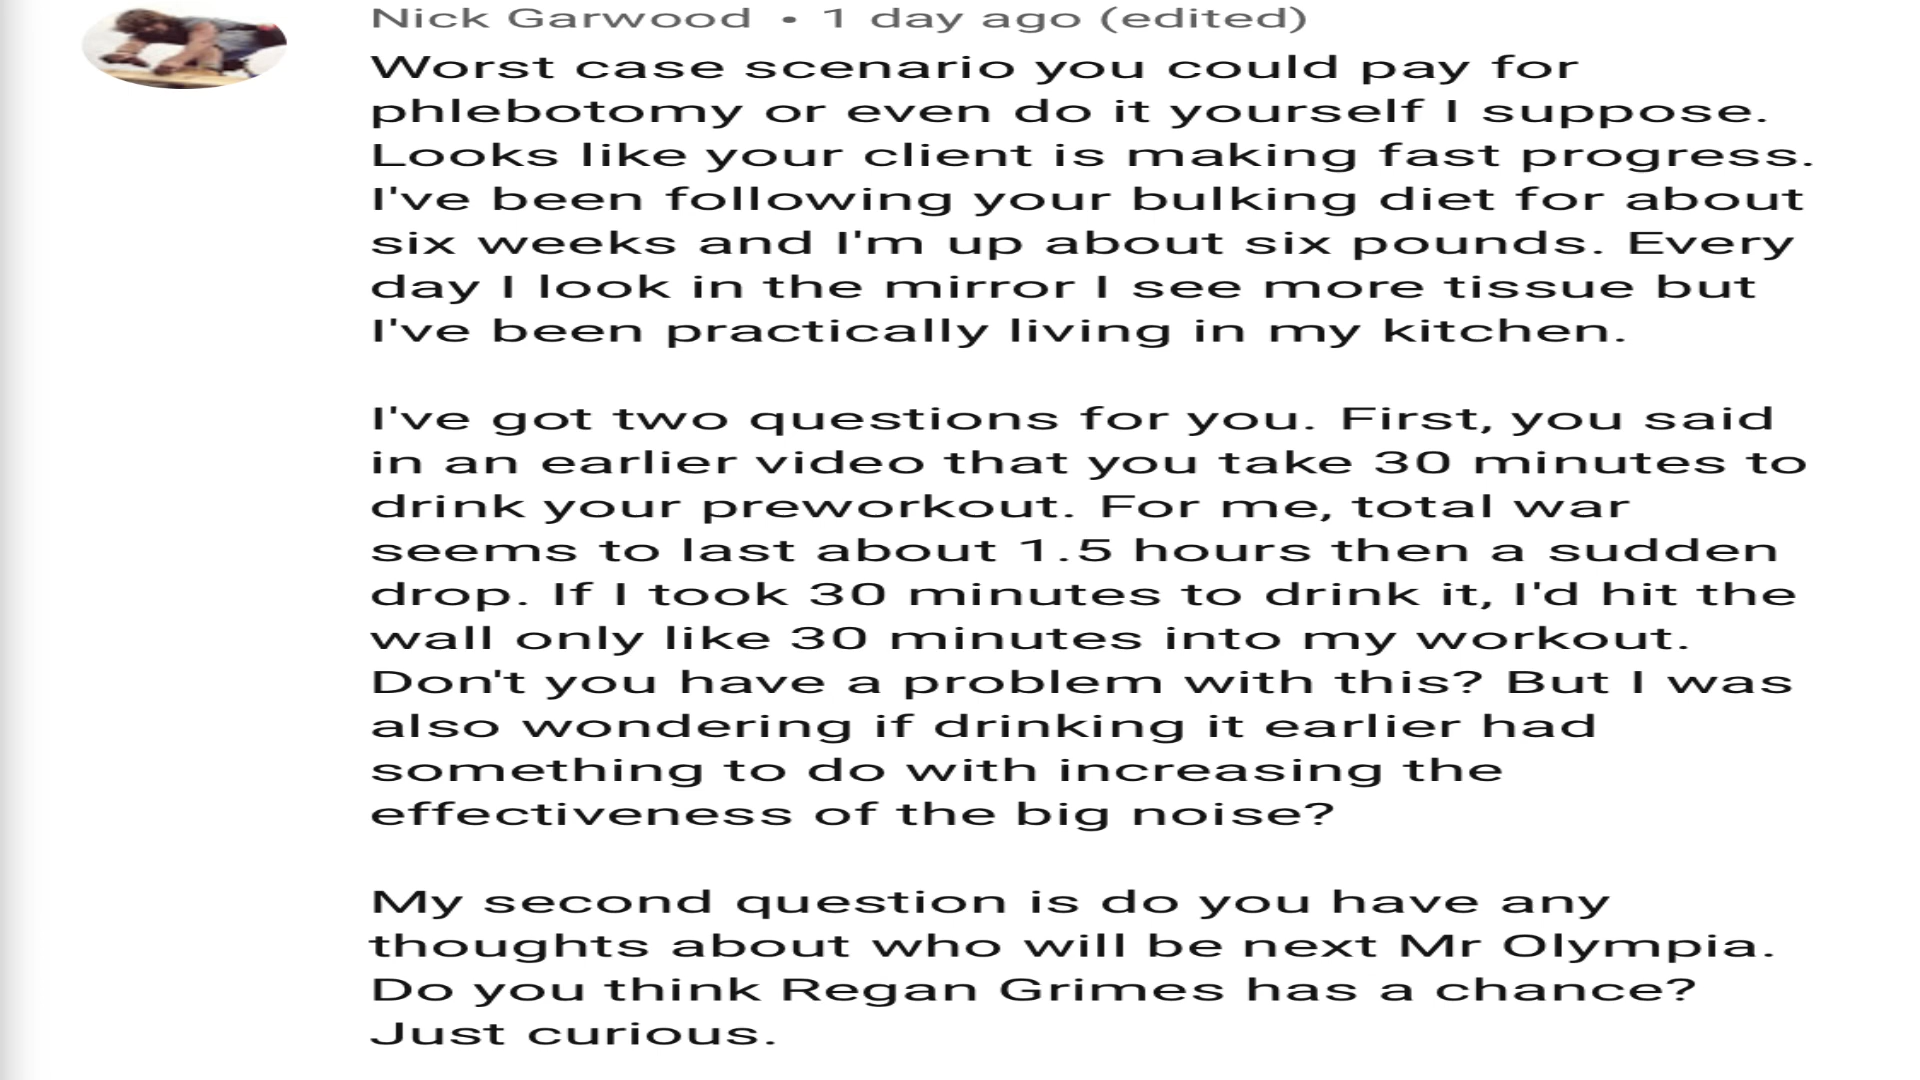 Nick Garwood • 1 day ago (edited)
Worst case scenario you could pay for
phlebotomy or even do it yourself I suppose.
Looks like your client is making fast progress.
I've been following your bulking diet for about
six weeks and I'm up about six pounds. Every
day I look in the mirror I see more tissue but
I've been practically living in my kitchen.
I've got two questions for you. First, you said
in an earlier video that you take 30 minutes to
drink your preworkout. For me, total war
seems to last about 1.5 hours then a sudden
drop. If I took 30 minutes to drink it, I'd hit the
wall only like 30 minutes into my workout.
Don't you have a problem with this? But I was
also wondering if drinking it earlier had
something to do with increasing the
effectiveness of the big noise?
My second question is do you have any
thoughts about who will be next Mr Olympia.
Do you think Regan Grimes has a chance?
Just curious.